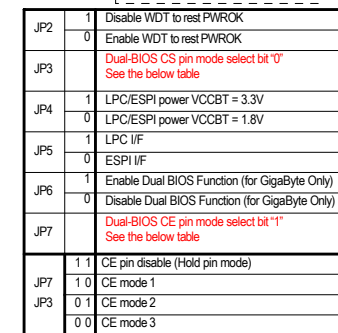 JP2 1 Disable WDT to rest PWROK
0 Enable WDT to rest PWROK
JP3 Dual-BIOS CS pin mode select bit "0"
See the below table
JP4 1 LPC/ESPI power VCCBT = 3.3V
0 LPC/ESPI power VCCBT = 1.8V
JP5 1 LPC I/F
0 ESPI I/F
JP6 1 Enable Dual BIOS Function (for GigaByte Only)
0 Disable Dual BIOS Function (for GigaByte Only)
JP7 Dual-BIOS CE pin mode select bit "1"
See the below table
1 1 CE pin disable (Hold pin mode)
JP7 1 0 CE mode 1
JP3 0 1 CE mode 2
0 0 CE mode 3